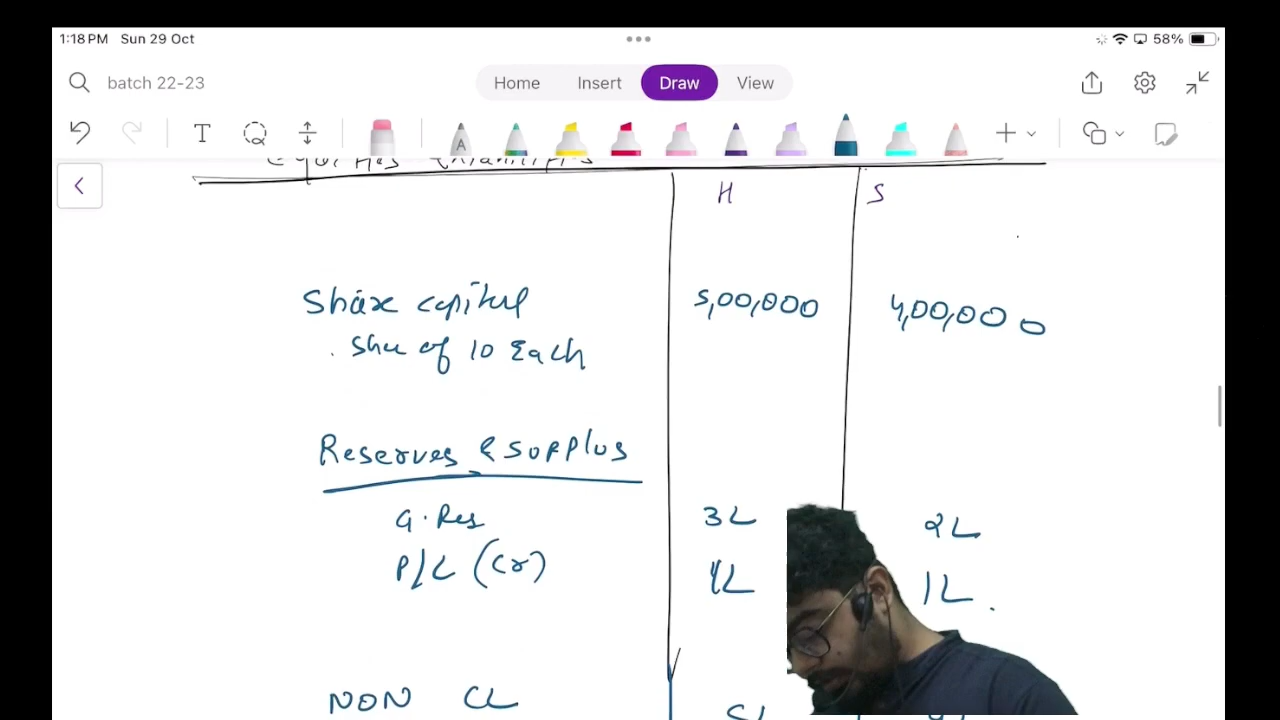 1:18 PM Sun 29 Oct 58%
batch 22-23 Home Insert Draw View
T A
H S
Share capital 5,00,000 4,00,000
Share of 10 Each
Reserves & surplus
G. Res 3L 2L
P/L (Cr) 4L 1L
NON CL